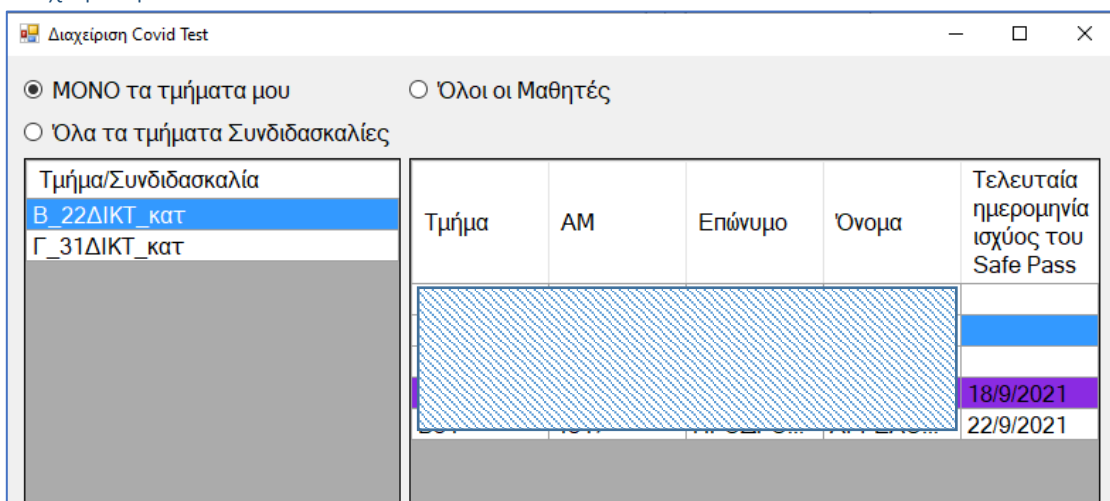 Διαχείριση Covid Test
ΜΟΝΟ τα τμήματα μου
Όλοι οι Μαθητές
Όλα τα τμήματα Συνδιδασκαλίες
Τμήμα/Συνδιδασκαλία
Β_22ΔΙΚΤ_κατ
Γ_31ΔΙΚΤ_κατ
Τμήμα
ΑΜ
Επώνυμο
Όνομα
Τελευταία
ημερομηνία
ισχύος του
Safe Pass
18/9/2021
22/9/2021